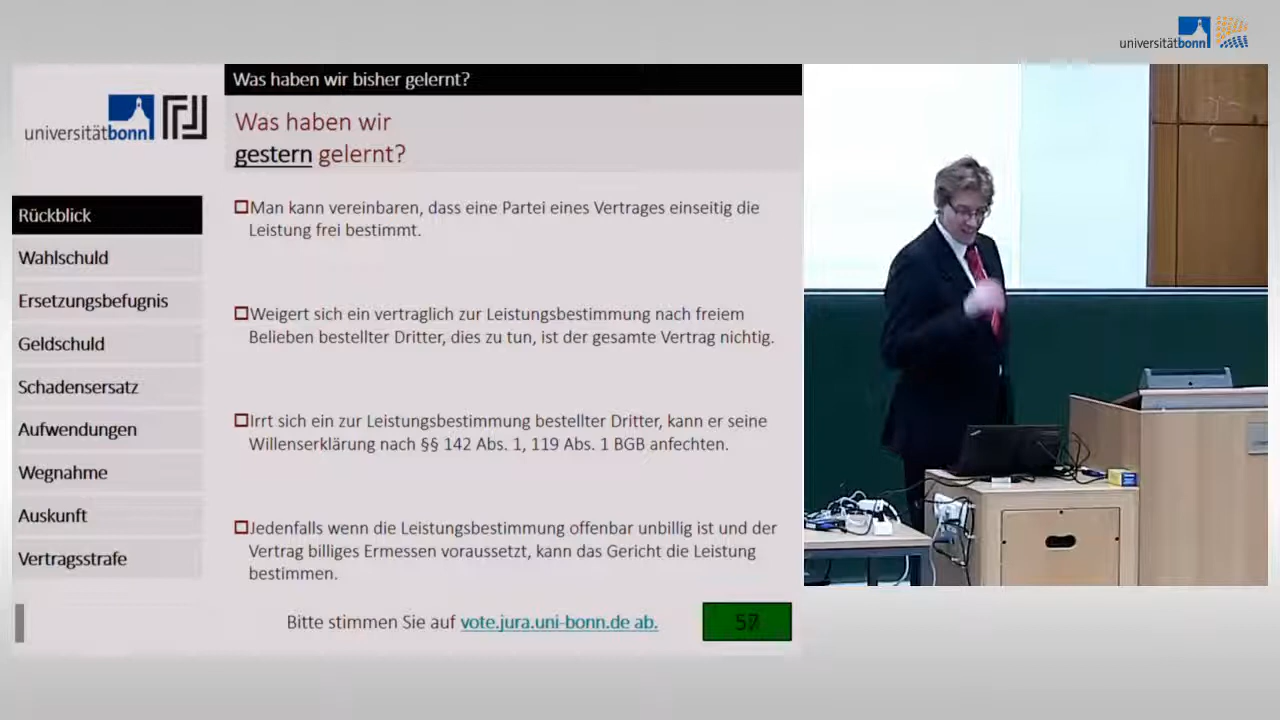 universitätbonn
Was haben wir bisher gelernt?
universitätbonn
Was haben wir
gestern gelernt?
Rückblick
Wahlschuld
Ersetzungsbefugnis
Geldschuld
Schadensersatz
Aufwendungen
Wegnahme
Auskunft
Vertragsstrafe
Man kann vereinbaren, dass eine Partei eines Vertrages einseitig die
Leistung frei bestimmt.
Weigert sich ein vertraglich zur Leistungsbestimmung nach freiem
Belieben bestellter Dritter, dies zu tun, ist der gesamte Vertrag nichtig.
Irrt sich ein zur Leistungsbestimmung bestellter Dritter, kann er seine
Willenserklärung nach §§ 142 Abs. 1, 119 Abs. 1 BGB anfechten.
Jedenfalls wenn die Leistungsbestimmung offenbar unbillig ist und der
Vertrag billiges Ermessen voraussetzt, kann das Gericht die Leistung
bestimmen.
Bitte stimmen Sie auf vote.jura.uni-bonn.de ab.